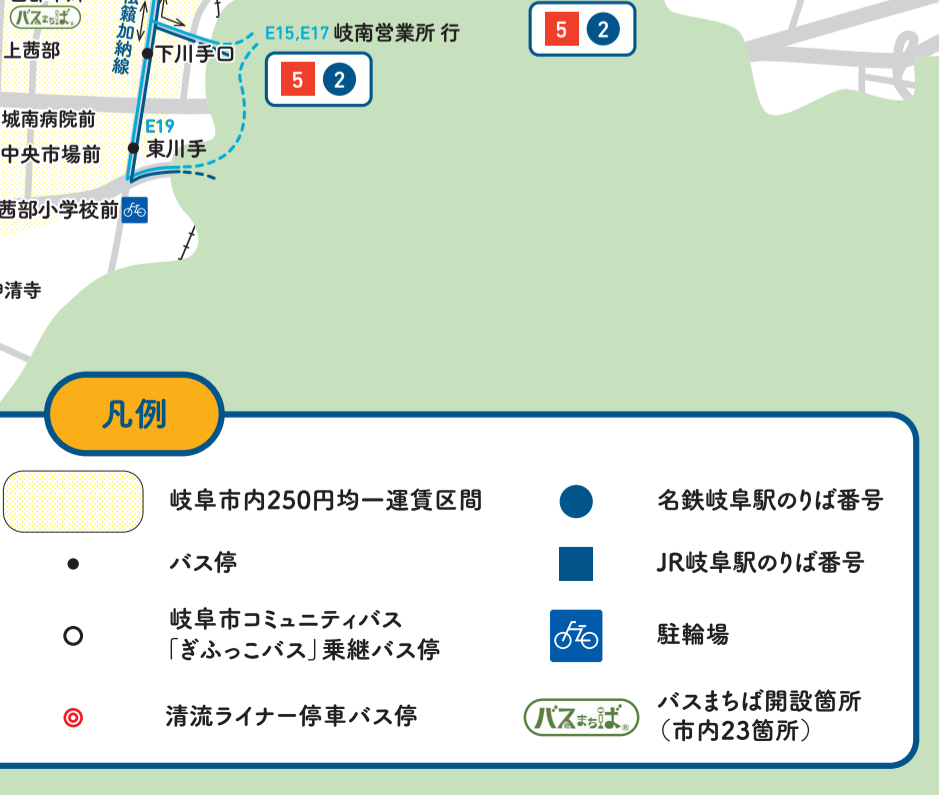 バスまちば®
上茜部
加納線
下川手口
E15,E17 岐南営業所 行
5 2
5 2
城南病院前
E19
中央市場前
東川手
茜部小学校前
清寺
凡例
岐阜市内250円均一運賃区間
バス停
岐阜市コミュニティバス
「ぎふっこバス」乗継バス停
清流ライナー停車バス停
名鉄岐阜駅のりば番号
JR岐阜駅のりば番号
駐輪場
バスまちば®
バスまちば開設箇所
（市内23箇所）